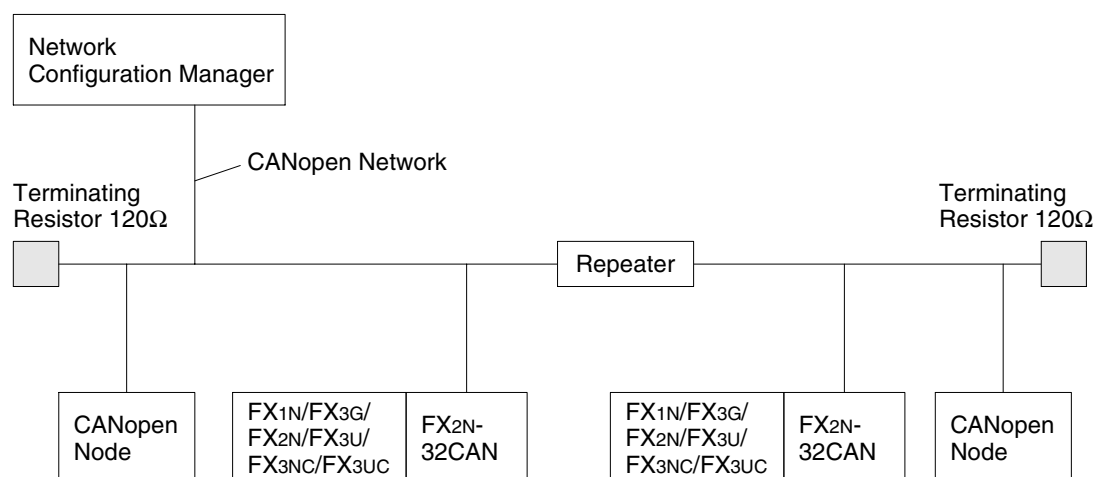 Network
Configuration Manager
CANopen Network
Terminating
Resistor 120Ω
Terminating
Resistor 120Ω
Repeater
CANopen
Node
FX1N/FX3G/
FX2N/FX3U/
FX3NC/FX3UC
FX2N-
32CAN
FX1N/FX3G/
FX2N/FX3U/
FX3NC/FX3UC
FX2N-
32CAN
CANopen
Node